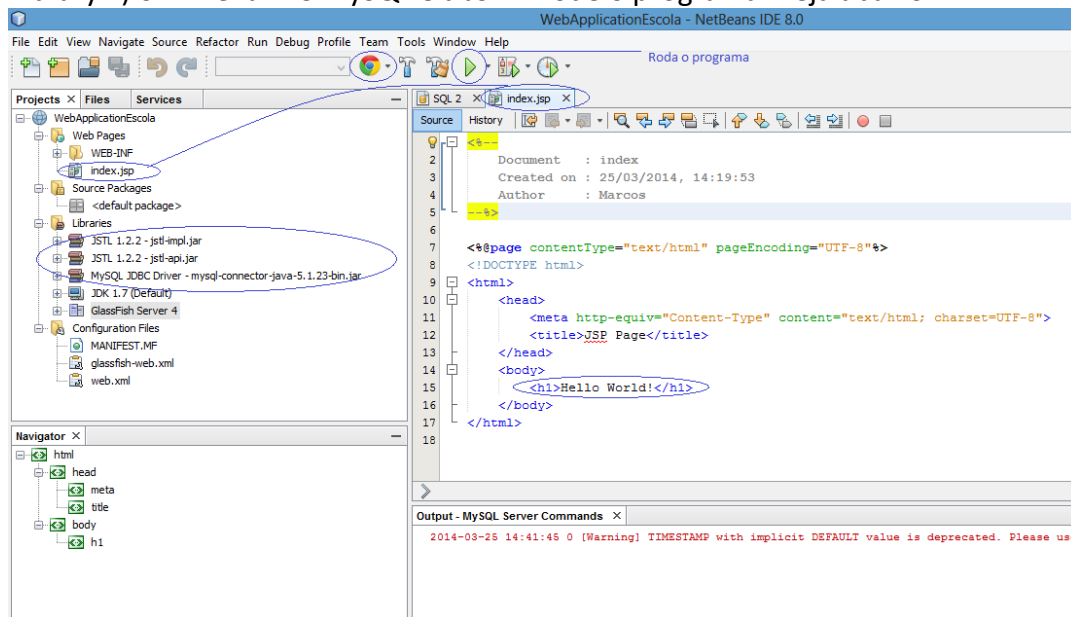 WebApplicationEscola - NetBeans IDE 8.0
File Edit View Navigate Source Refactor Run Debug Profile Team Tools Window Help
Roda o programa
Projects × Files Services
WebApplicationEscola
Web Pages
WEB-INF
index.jsp
Source Packages
<default package>
Libraries
JSTL 1.2.2 - jstl-impl.jar
JSTL 1.2.2 - jstl-api.jar
MySQL JDBC Driver - mysql-connector-java-5.1.23-bin.jar
JDK 1.7 (Default)
GlassFish Server 4
Configuration Files
MANIFEST.MF
glassfish-web.xml
web.xml
Navigator ×
html
head
meta
title
body
h1
SQL 2 × index.jsp ×
Source History
<%--
2 Document : index
3 Created on : 25/03/2014, 14:19:53
4 Author : Marcos
5 --%>
6
7 <%@page contentType="text/html" pageEncoding="UTF-8"%>
8 <!DOCTYPE html>
9 <html>
10 <head>
11 <meta http-equiv="Content-Type" content="text/html; charset=UTF-8">
12 <title>JSP Page</title>
13 </head>
14 <body>
15 <h1>Hello World!</h1>
16 </body>
17 </html>
18
Output - MySQL Server Commands ×
2014-03-25 14:41:45 0 [Warning] TIMESTAMP with implicit DEFAULT value is deprecated. Please us